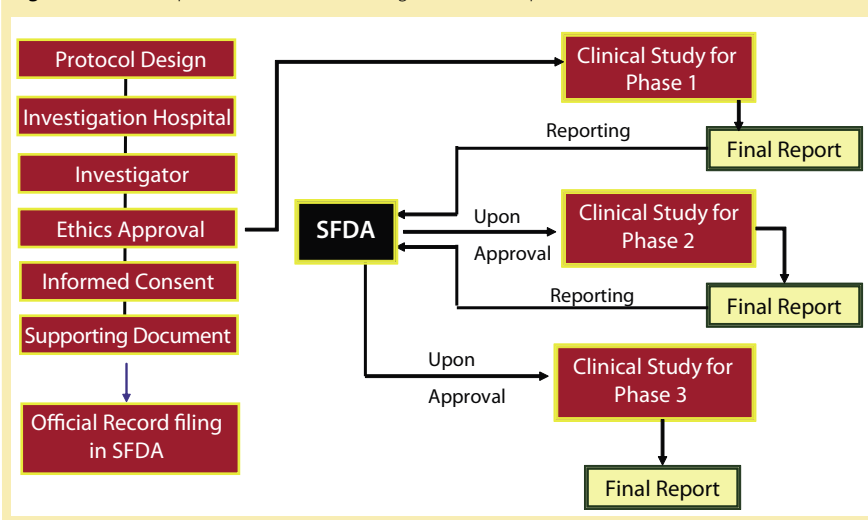 Protocol Design
Investigation Hospital
Investigator
Ethics Approval
Informed Consent
Supporting Document
Official Record filing
in SFDA
Clinical Study for
Phase 1
Final Report
Reporting
SFDA
Upon
Approval
Clinical Study for
Phase 2
Final Report
Reporting
Upon
Approval
Clinical Study for
Phase 3
Final Report